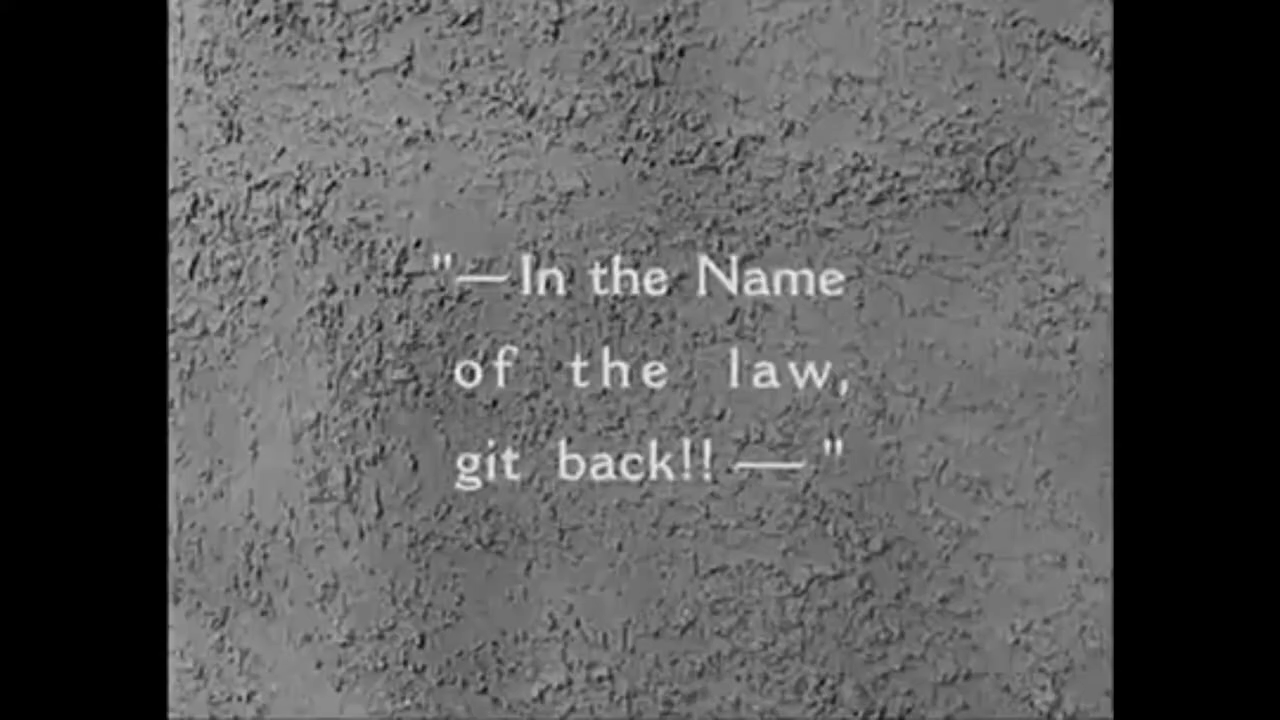 "—In the Name
of the law,
git back!!—"